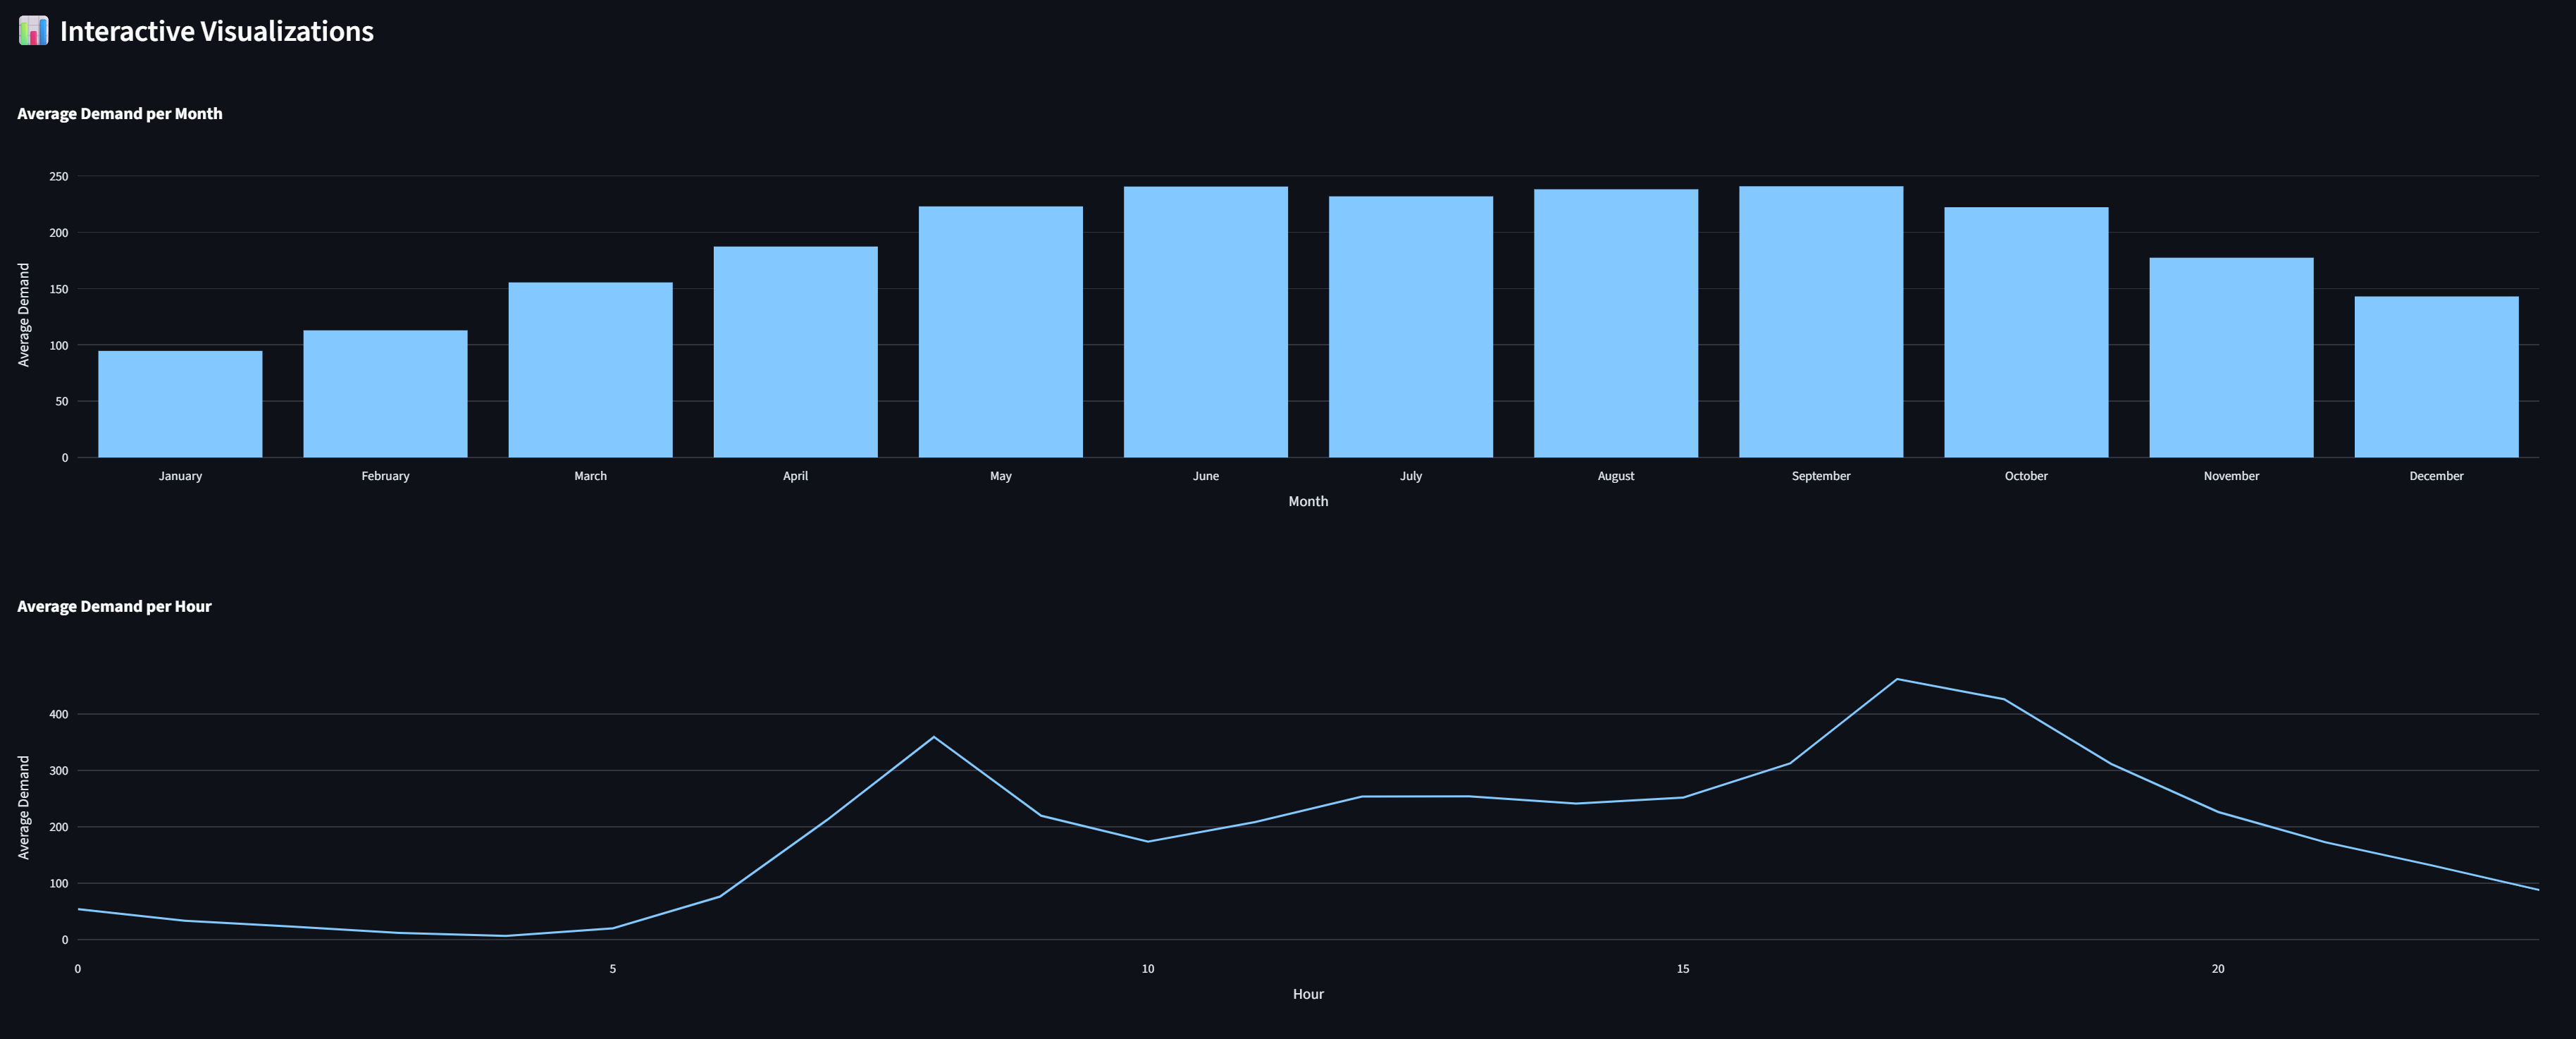 Interactive Visualizations
Average Demand per Month
250
200
150
100
50
0
Average Demand
January February March April May June July August September October November December
Month
Average Demand per Hour
400
300
200
100
0
Average Demand
0 5 10 15 20
Hour